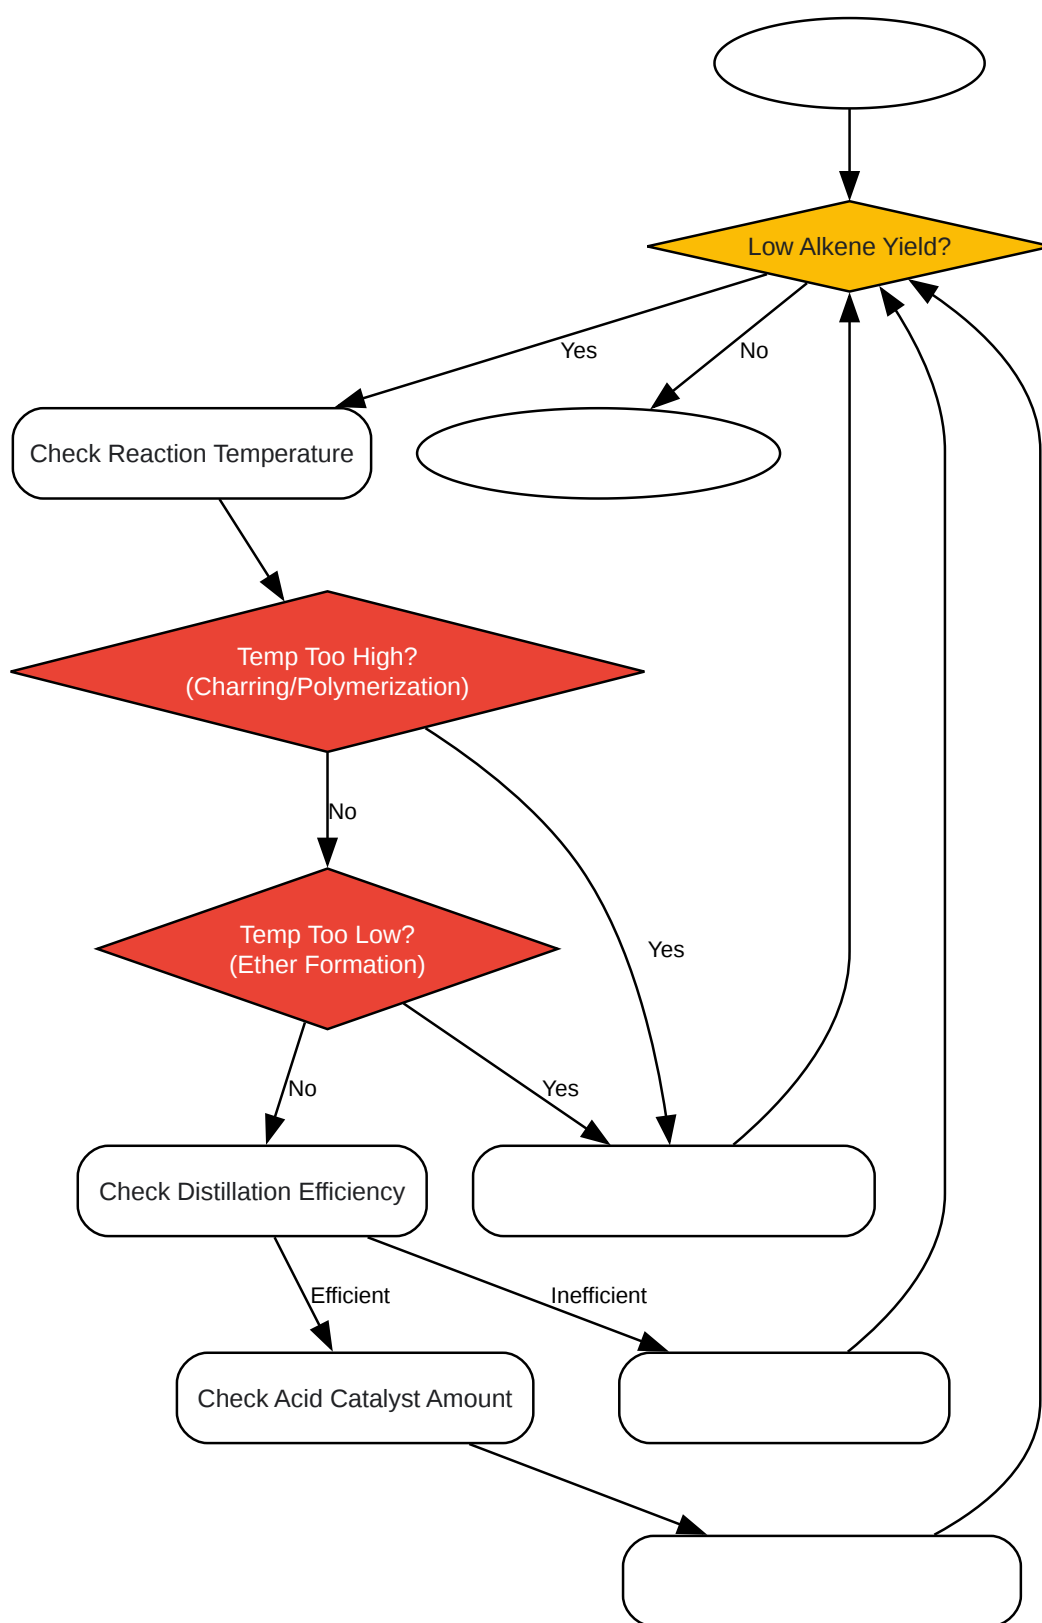 Low Alkene Yield?
Yes
No
Check Reaction Temperature
Temp Too High?
(Charring/Polymerization)
No
Temp Too Low?
(Ether Formation)
Yes
No
Yes
Check Distillation Efficiency
Efficient
Inefficient
Check Acid Catalyst Amount